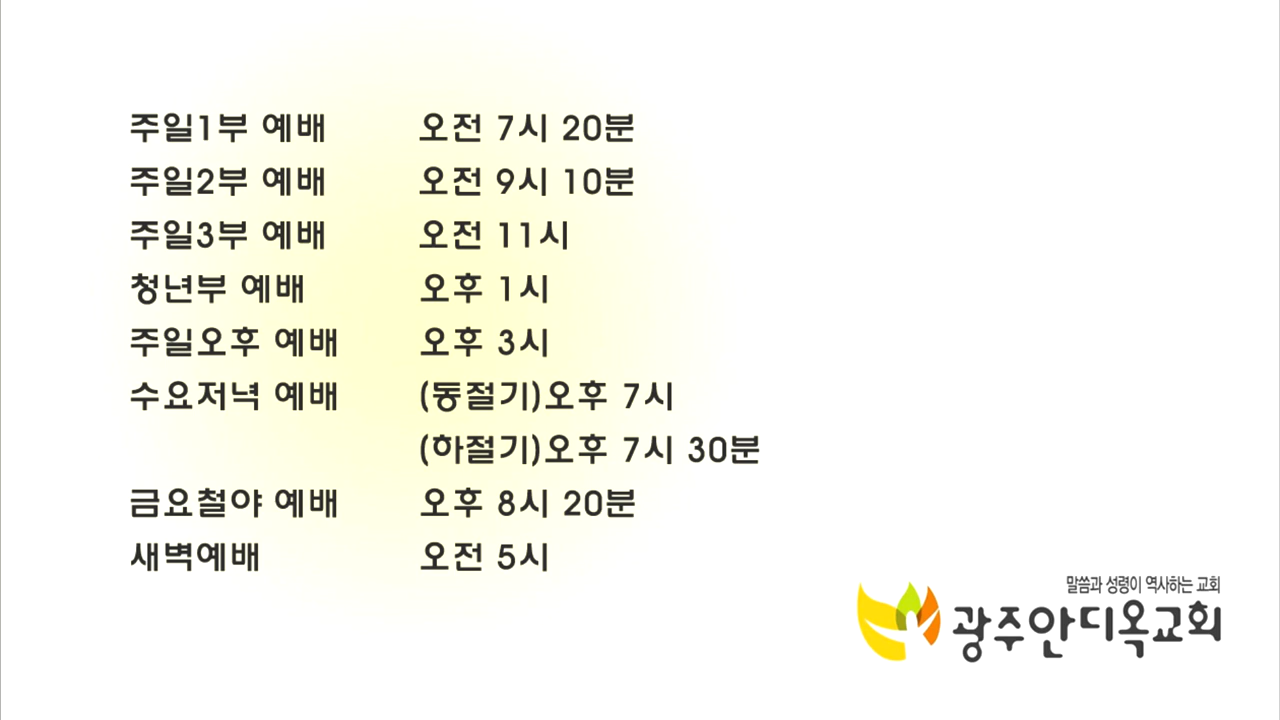 주일1부 예배 오전 7시 20분
주일2부 예배 오전 9시 10분
주일3부 예배 오전 11시
청년부 예배 오후 1시
주일오후 예배 오후 3시
수요저녁 예배 (동절기)오후 7시
(하절기)오후 7시 30분
금요철야 예배 오후 8시 20분
새벽예배 오전 5시
말씀과 성령이 역사하는 교회
광주안디옥교회